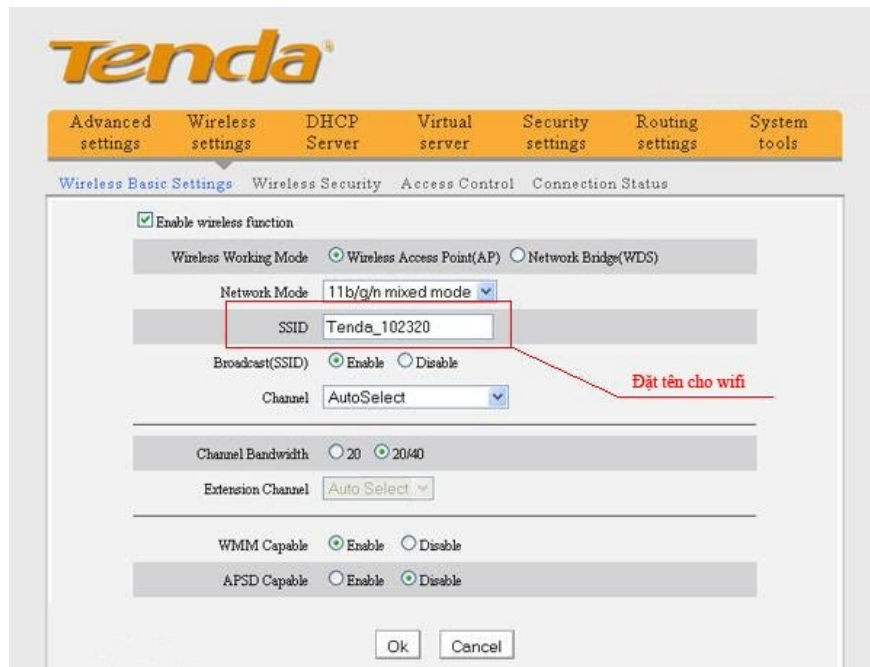 Tenda®
Advanced settings Wireless settings DHCP Server Virtual server Security settings Routing settings System tools
Wireless Basic Settings Wireless Security Access Control Connection Status
Enable wireless function
Wireless Working Mode Wireless Access Point(AP) Network Bridge(WDS)
Network Mode 11b/g/n mixed mode
SSID Tenda_102320
Broadcast(SSID) Enable Disable
Đặt tên cho wifi
Channel AutoSelect
Channel Bandwidth 20 20/40
Extension Channel Auto Select
WMM Capable Enable Disable
APSD Capable Enable Disable
Ok Cancel